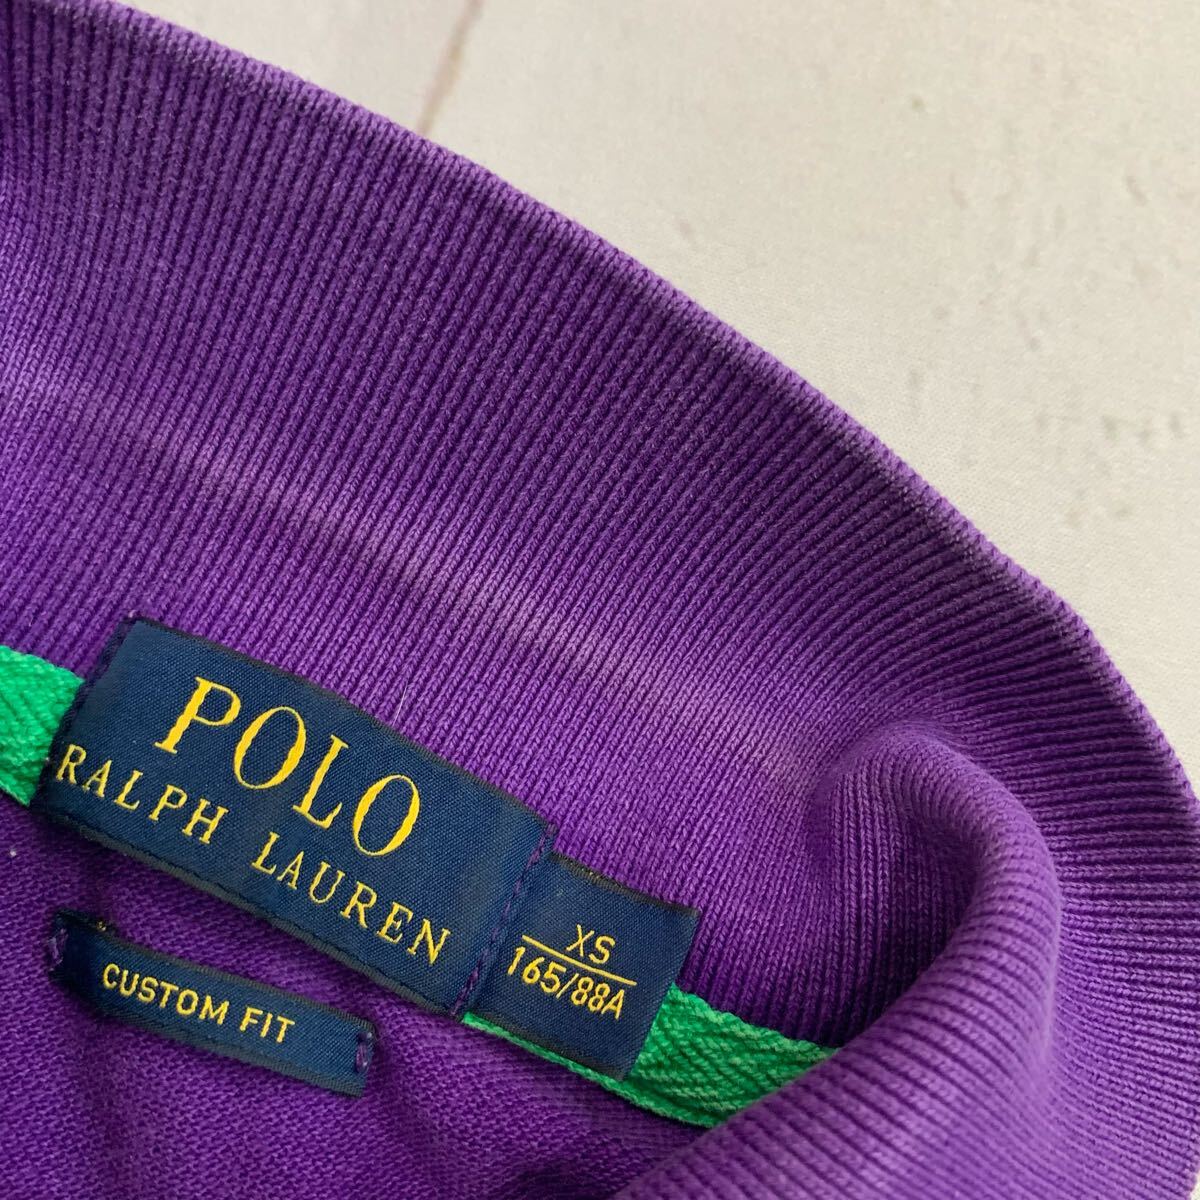 POLO
RALPH LAUREN
XS
165/88A
CUSTOM FIT